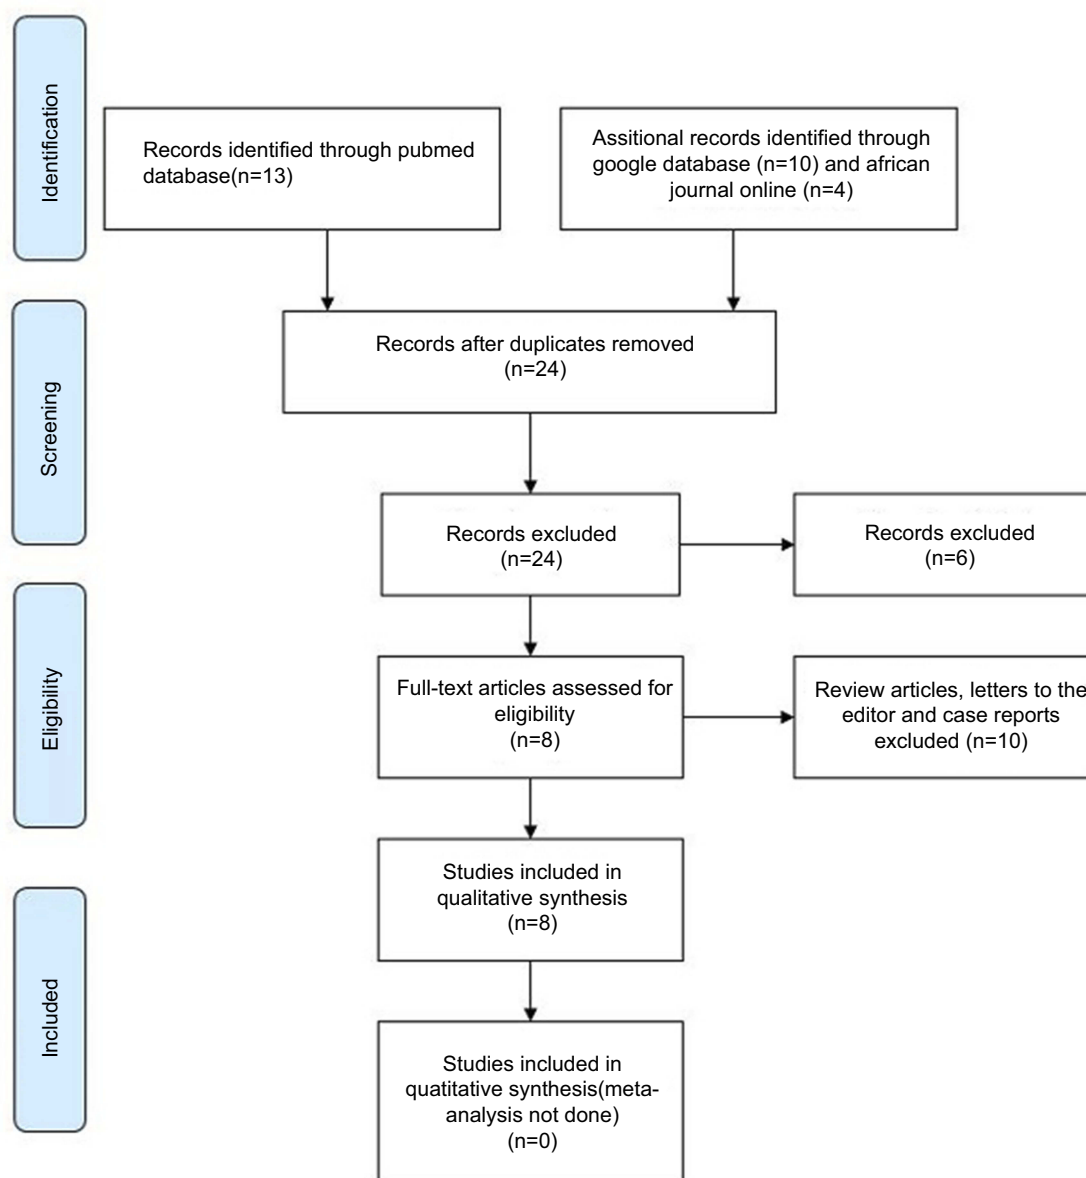 Identification
Records identified through pubmed
database(n=13)
Assitional records identified through
google database (n=10) and african
journal online (n=4)
Screening
Records after duplicates removed
(n=24)
Records excluded
(n=24)
Records excluded
(n=6)
Eligibility
Full-text articles assessed for
eligibility
(n=8)
Review articles, letters to the
editor and case reports
excluded (n=10)
Included
Studies included in
qualitative synthesis
(n=8)
Studies included in
quatitative synthesis(meta-
analysis not done)
(n=0)